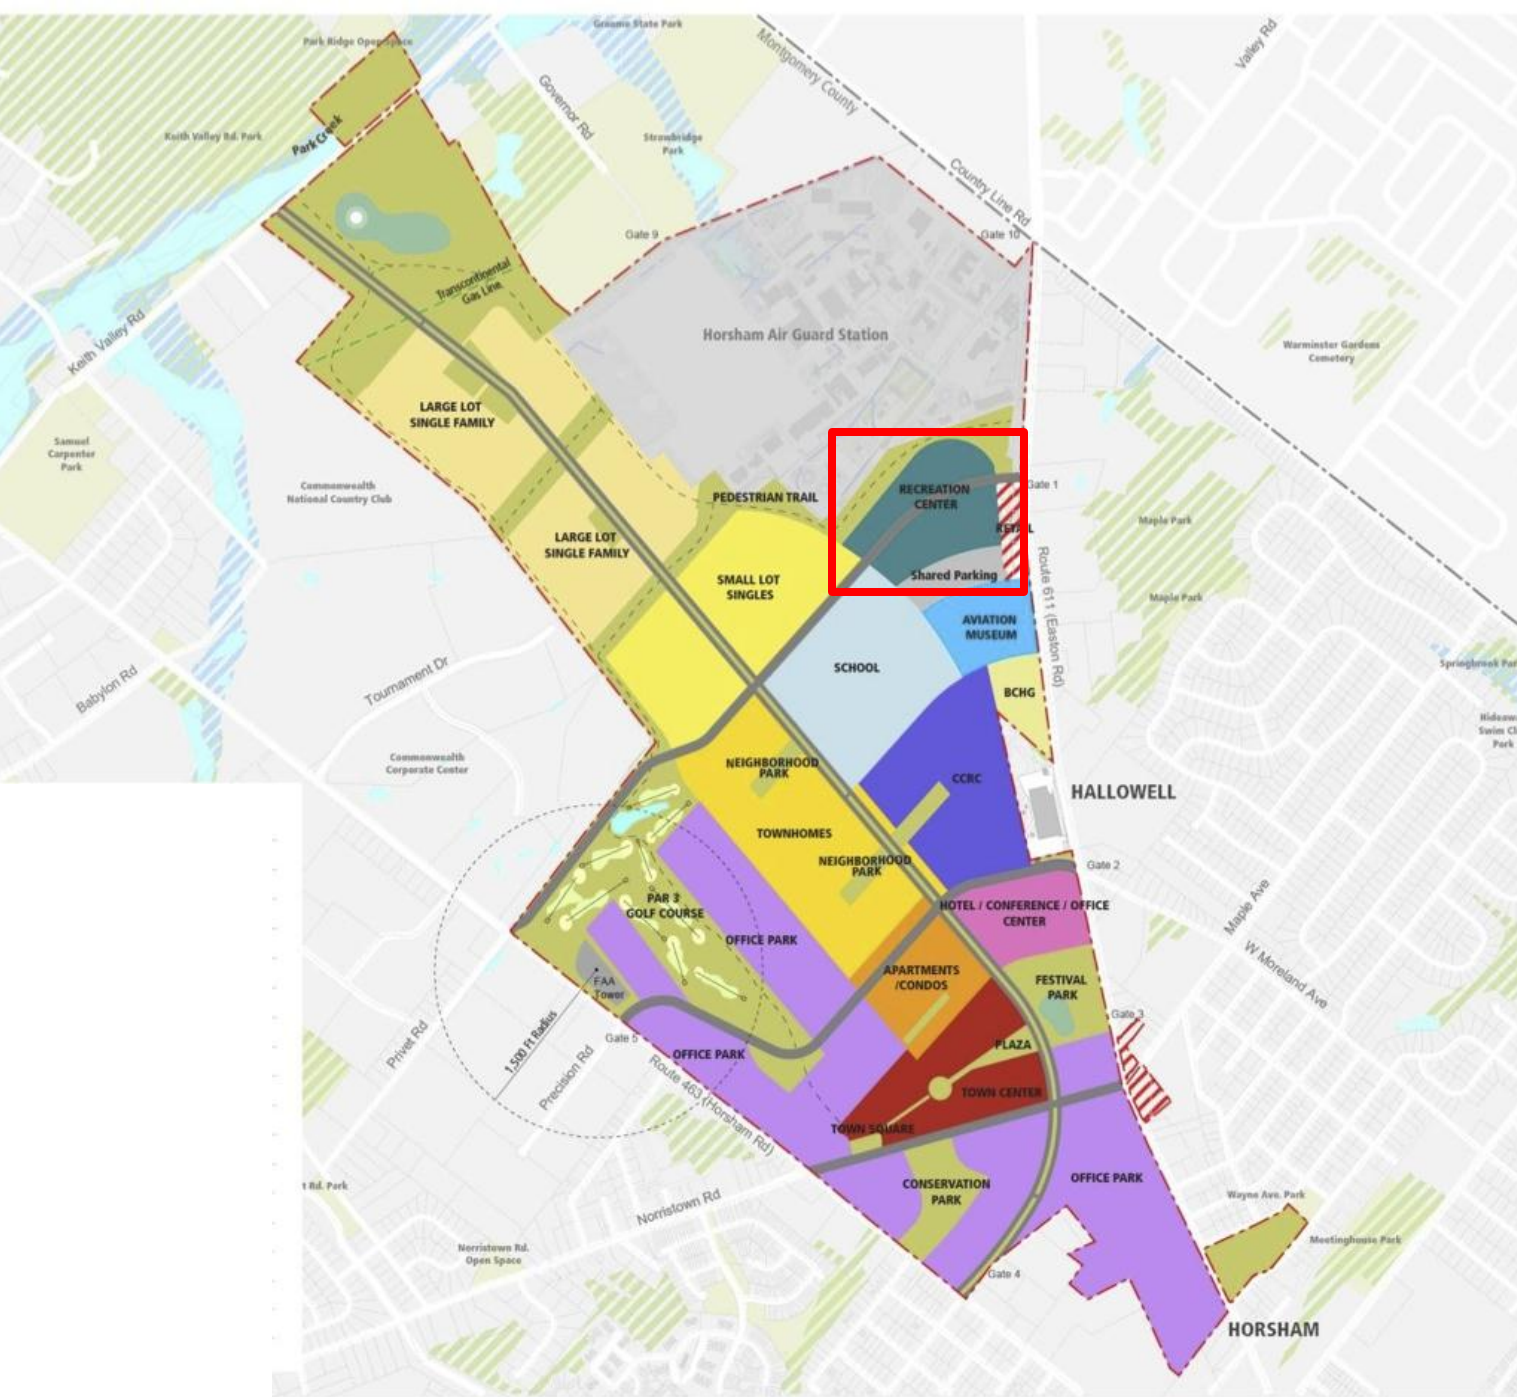 Park Ridge Open Space
Groome State Park
Montgomery County
Valley Rd
Governor Rd
Keith Valley Rd. Park
Park Creek
Strawbridge
Park
Country Line Rd
Gate 9
Gate 10
Transcontinental
Gas Line
Keith Valley Rd
Horsham Air Guard Station
Warminster Gardens
Cemetery
LARGE LOT
SINGLE FAMILY
Samuel
Carpenter
Park
Commonwealth
National Country Club
PEDESTRIAN TRAIL
RECREATION
CENTER
Gate 1
RETAIL
Maple Park
LARGE LOT
SINGLE FAMILY
SMALL LOT
SINGLES
Shared Parking
Route 611 (Easton Rd)
Maple Park
AVIATION
MUSEUM
SCHOOL
BCHG
Babylon Rd
Tournament Dr
Springbrook
Swim
Park
Commonwealth
Corporate Center
NEIGHBORHOOD
PARK
CCRC
HALLOWELL
TOWNHOMES
NEIGHBORHOOD
PARK
Gate 2
PAR 3
GOLF COURSE
HOTEL / CONFERENCE / OFFICE
CENTER
Maple Ave
OFFICE PARK
W Moreland Ave
APARTMENTS
/CONDOS
FESTIVAL
PARK
FAA
Tower
1,500 Ft Radius
Privet Rd
Gate 5
Gate 3
OFFICE PARK
PLAZA
Precision Rd
Route 463 (Horsham Rd)
TOWN CENTER
TOWN SQUARE
t Rd. Park
CONSERVATION
PARK
OFFICE PARK
Norristown Rd
Wayne Ave. Park
Norristown Rd.
Open Space
Meetinghouse Park
Gate 4
HORSHAM